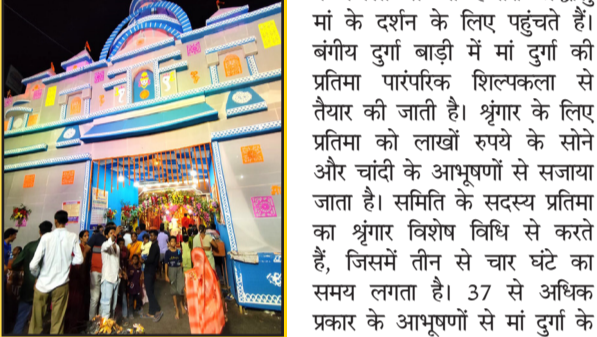 मां के दर्शन के लिए पहुंचते हैं।
बंगीय दुर्गा बाड़ी में मां दुर्गा की
प्रतिमा पारंपरिक शिल्पकला से
तैयार की जाती है। श्रृंगार के लिए
प्रतिमा को लाखों रुपये के सोने
और चांदी के आभूषणों से सजाया
जाता है। समिति के सदस्य प्रतिमा
का श्रृंगार विशेष विधि से करते
हैं, जिसमें तीन से चार घंटे का
समय लगता है। 37 से अधिक
प्रकार के आभूषणों से मां दुर्गा के